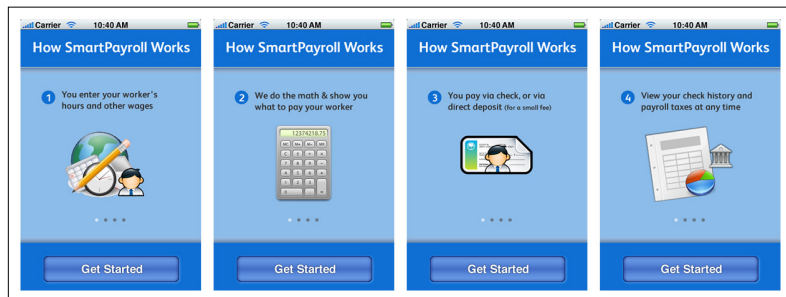 Carrier 10:40 AM
How SmartPayroll Works
1 You enter your worker's
hours and other wages
Get Started
Carrier 10:40 AM
How SmartPayroll Works
2 We do the math & show you
what to pay your worker
12374218.75
Get Started
Carrier 10:40 AM
How SmartPayroll Works
3 You pay via check, or via
direct deposit (for a small fee)
Get Started
Carrier 10:40 AM
How SmartPayroll Works
4 View your check history and
payroll taxes at any time
Get Started